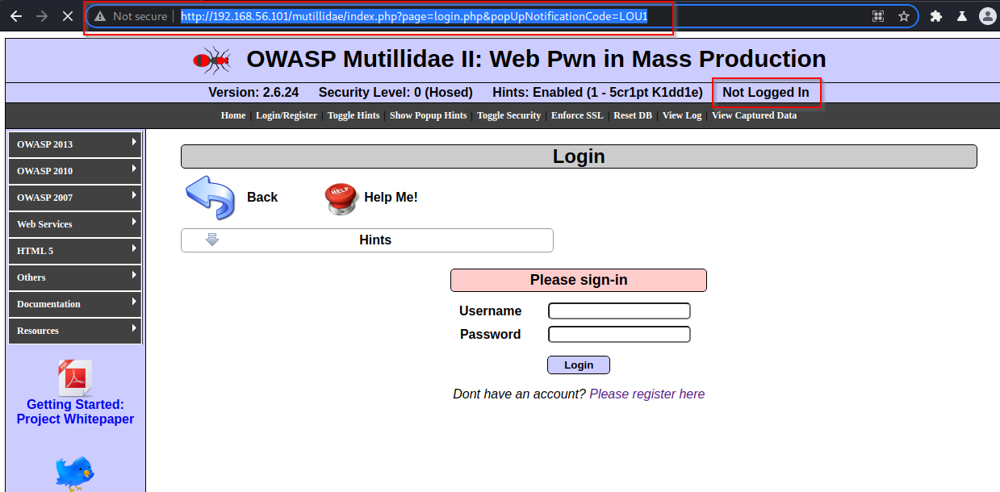 Not secure http://192.168.56.101/mutillidae/index.php?page=login.php&popUpNotificationCode=LOU1
OWASP Mutillidae II: Web Pwn in Mass Production
Version: 2.6.24 Security Level: 0 (Hosed) Hints: Enabled (1 - 5cr1pt K1dd1e) Not Logged In
Home | Login/Register | Toggle Hints | Show Popup Hints | Toggle Security | Enforce SSL | Reset DB | View Log | View Captured Data
OWASP 2013
OWASP 2010
OWASP 2007
Web Services
HTML 5
Others
Documentation
Resources
PDF
Getting Started:
Project Whitepaper
Login
Back
HELP
Help Me!
Hints
Please sign-in
Username
Password
Login
Dont have an account? Please register here